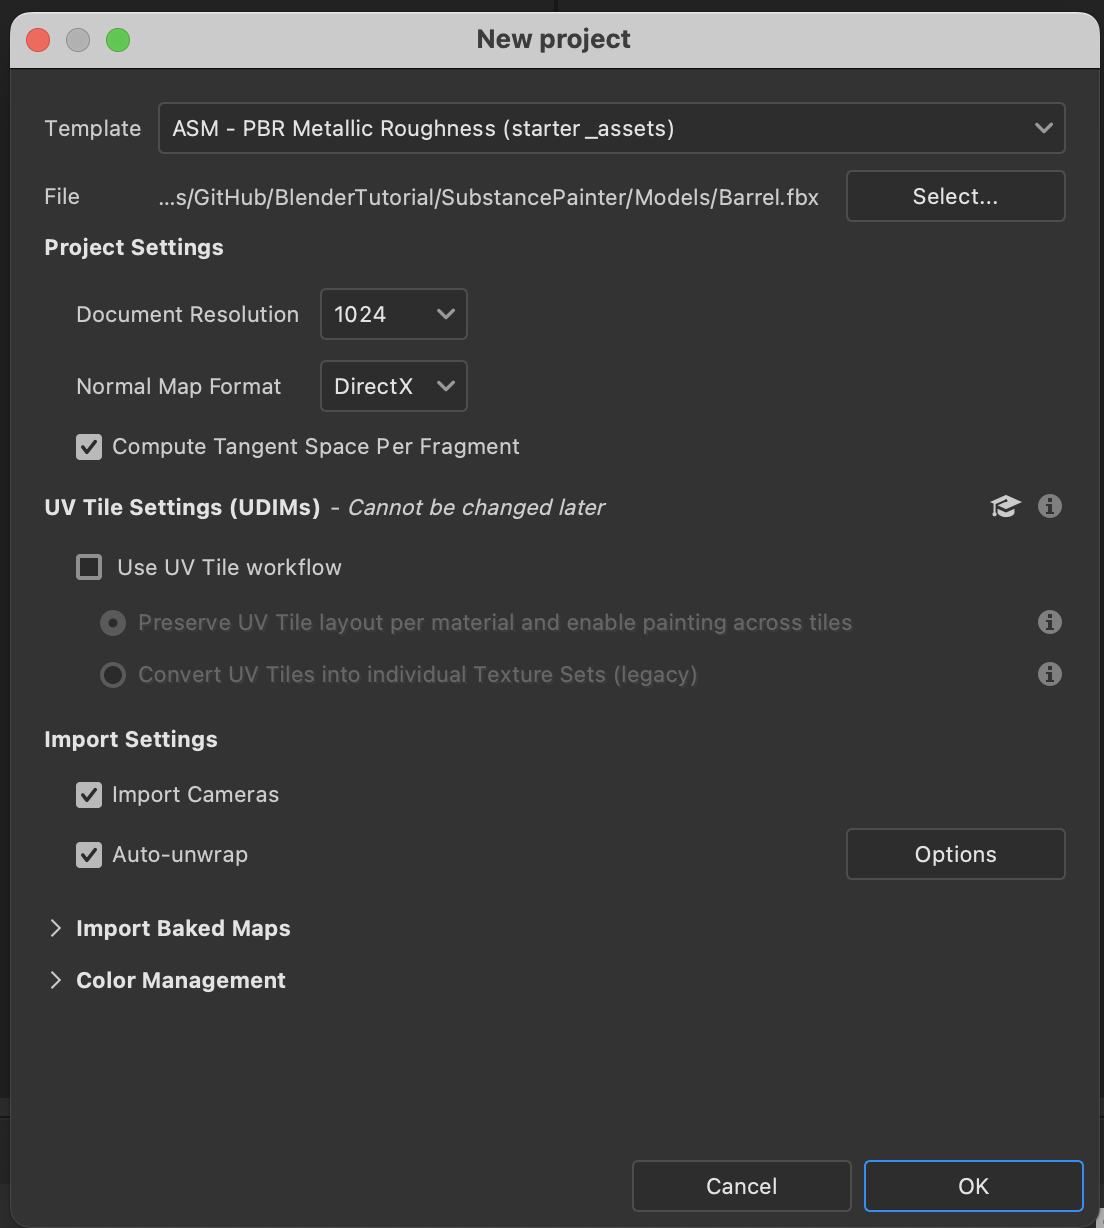 New project
Template ASM - PBR Metallic Roughness (starter_assets)
File ...s/GitHub/BlenderTutorial/SubstancePainter/Models/Barrel.fbx Select...
Project Settings
Document Resolution 1024
Normal Map Format DirectX
Compute Tangent Space Per Fragment
UV Tile Settings (UDIMs) - Cannot be changed later
Use UV Tile workflow
Preserve UV Tile layout per material and enable painting across tiles
Convert UV Tiles into individual Texture Sets (legacy)
Import Settings
Import Cameras
Auto-unwrap Options
Import Baked Maps
Color Management
Cancel OK